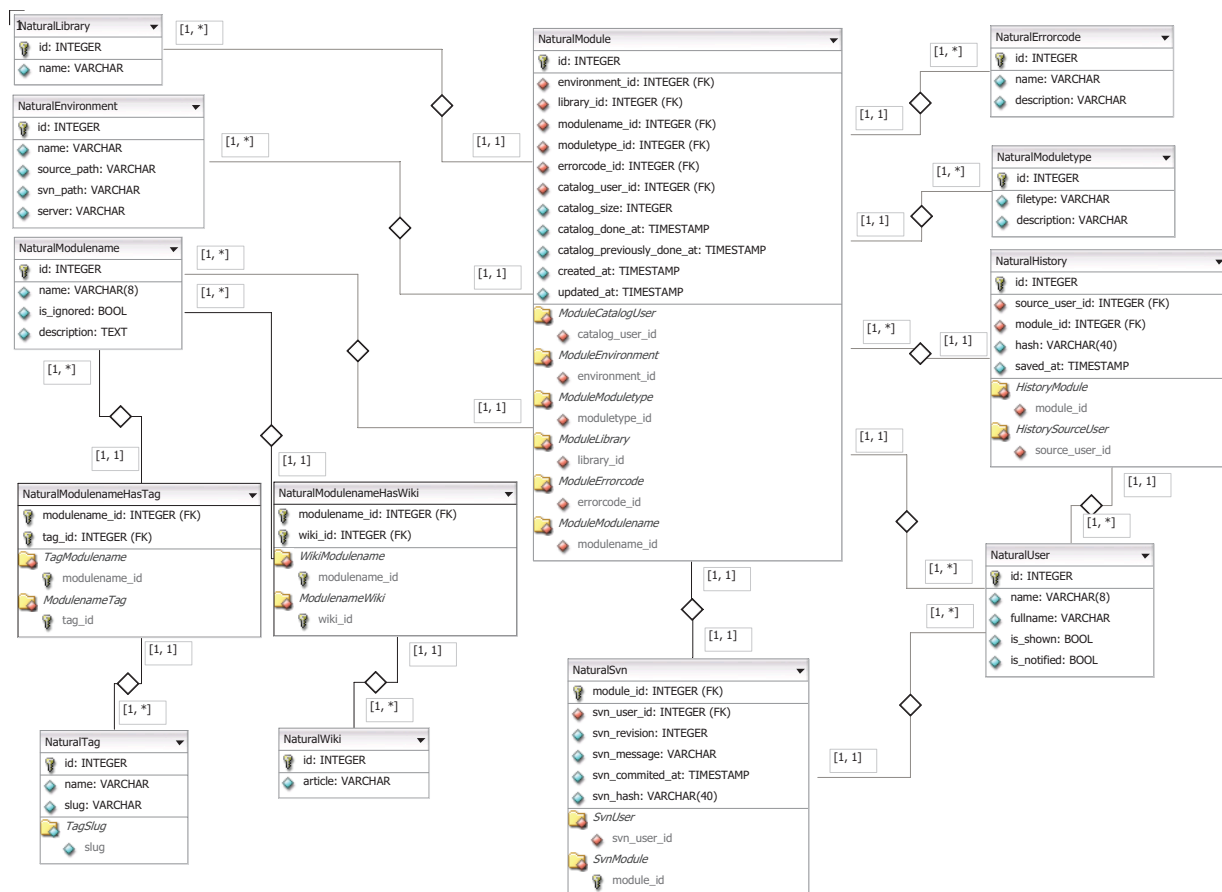 1
NaturalLibrary
id: INTEGER
name: VARCHAR
[1, *]
NaturalEnvironment
id: INTEGER
name: VARCHAR
source_path: VARCHAR
svn_path: VARCHAR
server: VARCHAR
[1, *]
NaturalModulename
id: INTEGER
name: VARCHAR(8)
is_ignored: BOOL
description: TEXT
[1, *]
[1, *]
[1, *]
[1, 1]
[1, 1]
[1, 1]
[1, 1]
[1, 1]
NaturalModulenameHasTag
modulename_id: INTEGER (FK)
tag_id: INTEGER (FK)
TagModulename
modulename_id
ModulenameTag
tag_id
[1, 1]
[1, *]
NaturalTag
id: INTEGER
name: VARCHAR
slug: VARCHAR
TagSlug
slug
NaturalModulenameHasWiki
modulename_id: INTEGER (FK)
wiki_id: INTEGER (FK)
WikiModulename
modulename_id
ModulenameWiki
wiki_id
[1, 1]
[1, *]
NaturalWiki
id: INTEGER
article: VARCHAR
NaturalModule
id: INTEGER
environment_id: INTEGER (FK)
library_id: INTEGER (FK)
modulename_id: INTEGER (FK)
moduletype_id: INTEGER (FK)
errorcode_id: INTEGER (FK)
catalog_user_id: INTEGER (FK)
catalog_size: INTEGER
catalog_done_at: TIMESTAMP
catalog_previously_done_at: TIMESTAMP
created_at: TIMESTAMP
updated_at: TIMESTAMP
ModuleCatalogUser
catalog_user_id
ModuleEnvironment
environment_id
ModuleModuletype
moduletype_id
ModuleLibrary
library_id
ModuleErrorcode
errorcode_id
ModuleModulename
modulename_id
[1, 1]
[1, 1]
NaturalSvn
module_id: INTEGER (FK)
svn_user_id: INTEGER (FK)
svn_revision: INTEGER
svn_message: VARCHAR
svn_commited_at: TIMESTAMP
svn_hash: VARCHAR(40)
SvnUser
svn_user_id
SvnModule
module_id
[1, *]
[1, 1]
NaturalErrorcode
id: INTEGER
name: VARCHAR
description: VARCHAR
[1, *]
[1, 1]
NaturalModuletype
id: INTEGER
filetype: VARCHAR
description: VARCHAR
[1, *]
[1, 1]
NaturalHistory
id: INTEGER
source_user_id: INTEGER (FK)
module_id: INTEGER (FK)
hash: VARCHAR(40)
saved_at: TIMESTAMP
HistoryModule
module_id
HistorySourceUser
source_user_id
[1, 1]
[1, 1]
[1, *]
[1, *]
[1, *]
[1, 1]
NaturalUser
id: INTEGER
name: VARCHAR(8)
fullname: VARCHAR
is_shown: BOOL
is_notified: BOOL